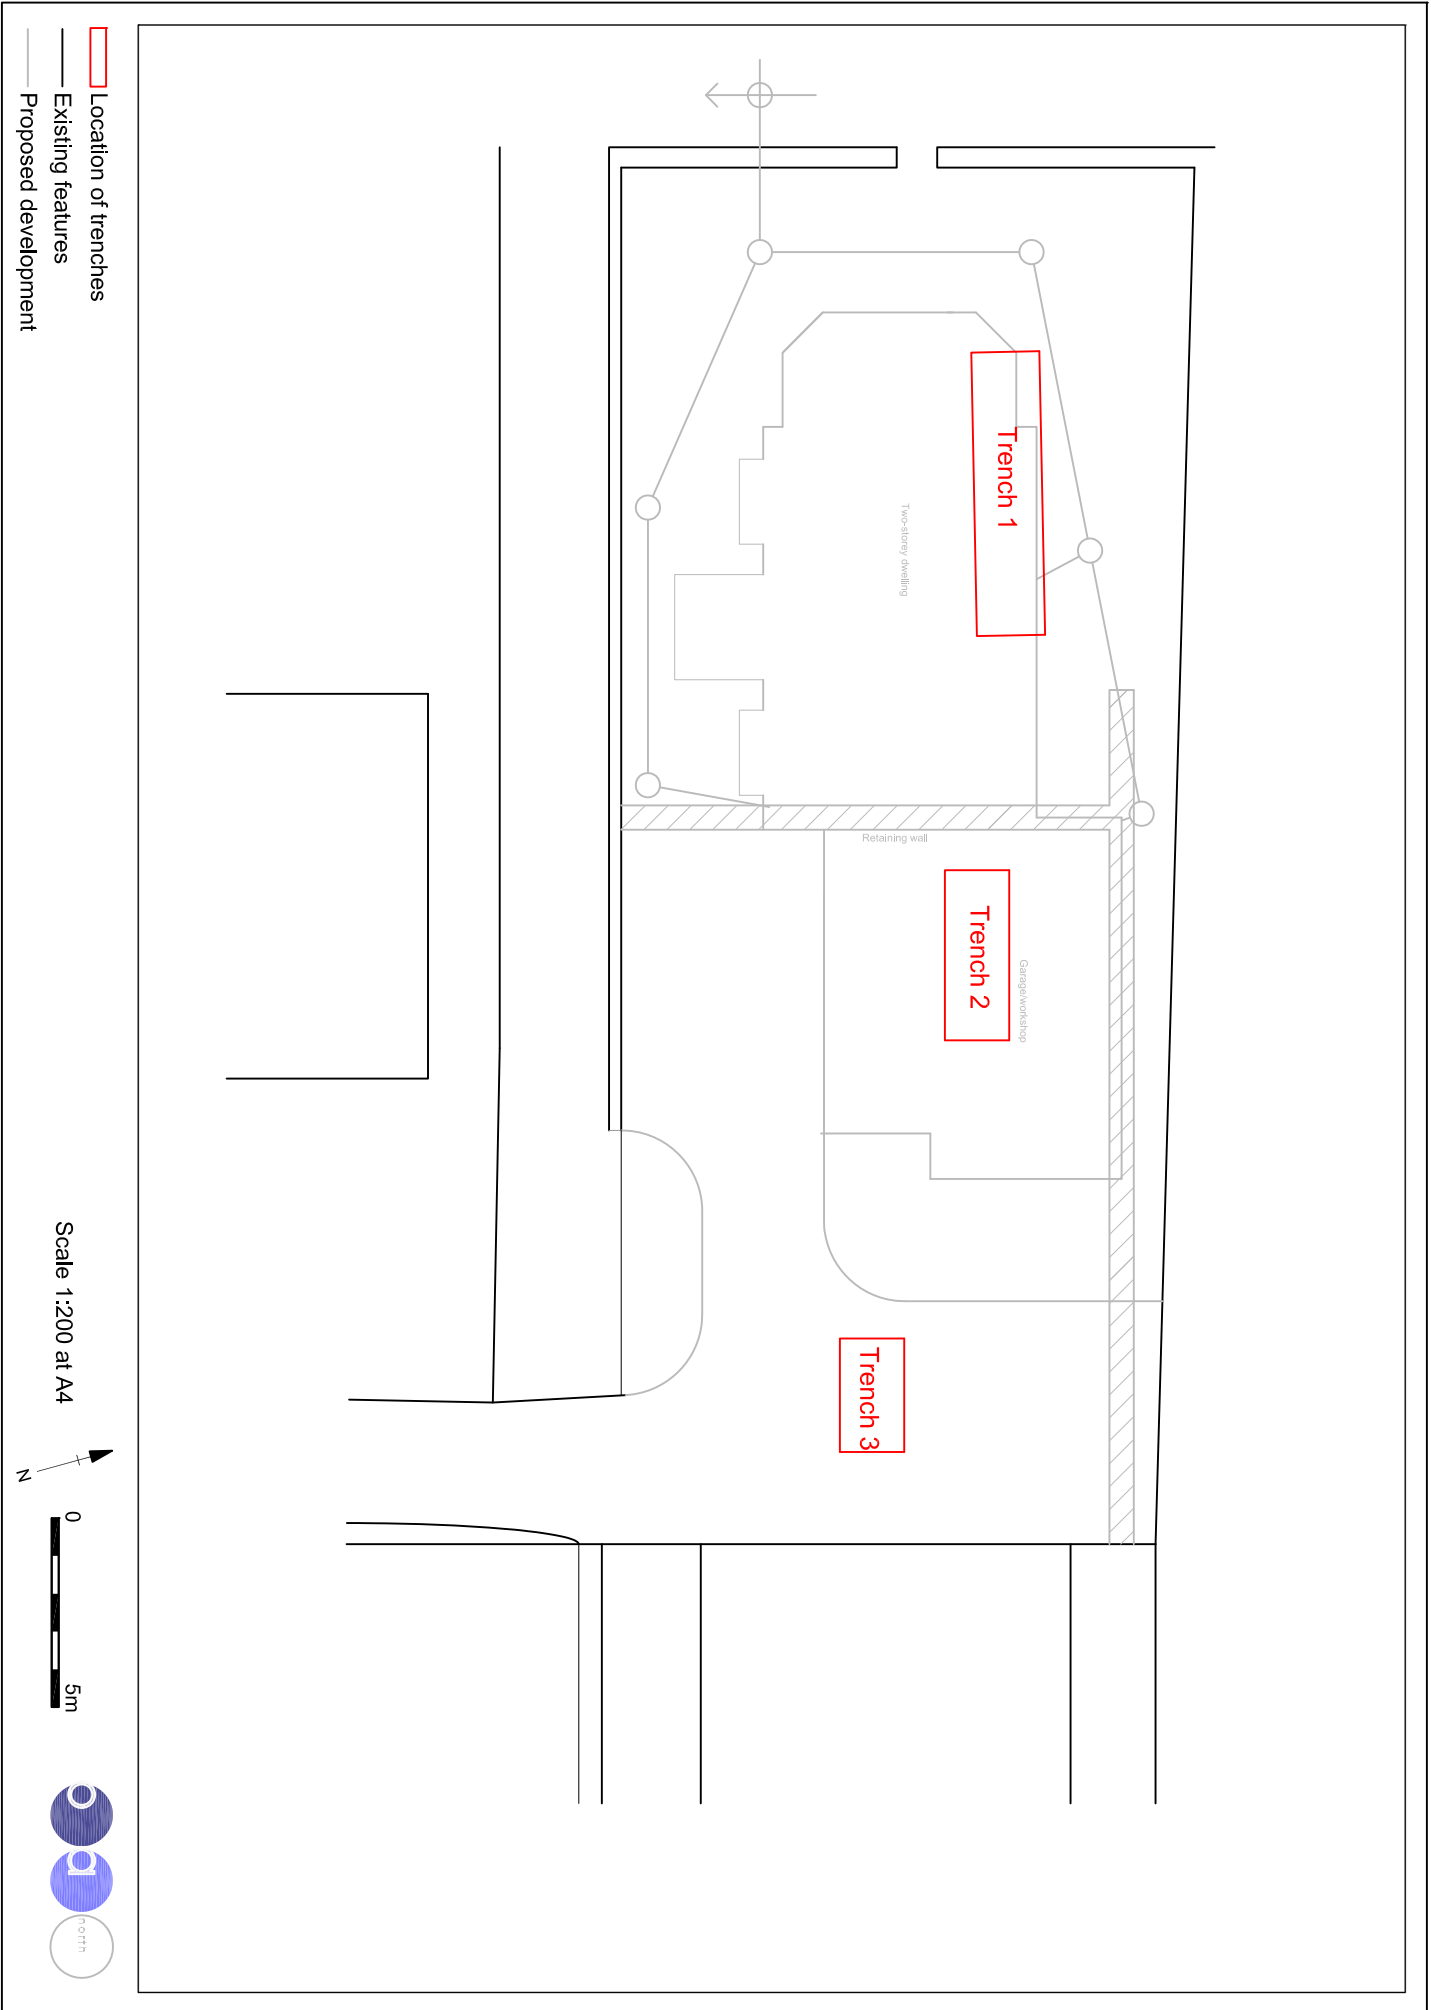 Location of trenches
Existing features
Proposed development
Trench 1
Two-storey dwelling
Retaining wall
Trench 2
Garage/workshop
Trench 3
Scale 1:200 at A4
N
0
5m
north